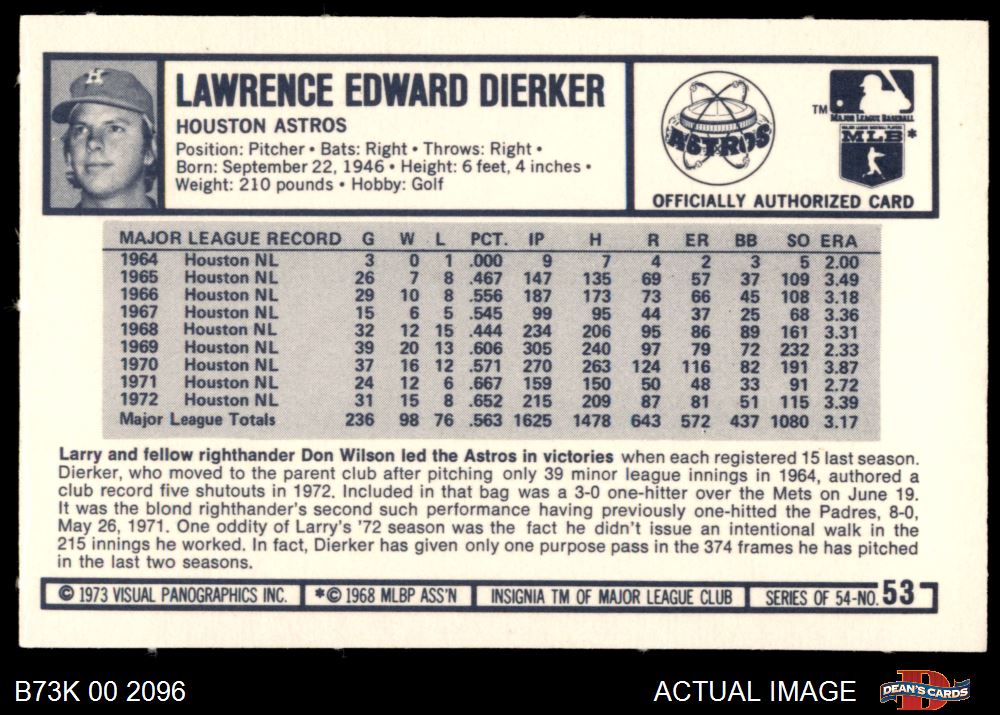 H
LAWRENCE EDWARD DIERKER
HOUSTON ASTROS
Position: Pitcher • Bats: Right • Throws: Right •
Born: September 22, 1946 • Height: 6 feet, 4 inches •
Weight: 210 pounds • Hobby: Golf
ASTROS
TM
MAJOR LEAGUE BASEBALL
MAJOR LEAGUE BASEBALL PLAYERS
MLB*
OFFICIALLY AUTHORIZED CARD
MAJOR LEAGUE RECORD G W L PCT. IP H R ER BB SO ERA
1964 Houston NL 3 0 1 .000 9 7 4 2 3 5 2.00
1965 Houston NL 26 7 8 .467 147 135 69 57 37 109 3.49
1966 Houston NL 29 10 8 .556 187 173 73 66 45 108 3.18
1967 Houston NL 15 6 5 .545 99 95 44 37 25 68 3.36
1968 Houston NL 32 12 15 .444 234 206 95 86 89 161 3.31
1969 Houston NL 39 20 13 .606 305 240 97 79 72 232 2.33
1970 Houston NL 37 16 12 .571 270 263 124 116 82 191 3.87
1971 Houston NL 24 12 6 .667 159 150 50 48 33 91 2.72
1972 Houston NL 31 15 8 .652 215 209 87 81 51 115 3.39
Major League Totals 236 98 76 .563 1625 1478 643 572 437 1080 3.17
Larry and fellow righthander Don Wilson led the Astros in victories when each registered 15 last season.
Dierker, who moved to the parent club after pitching only 39 minor league innings in 1964, authored a
club record five shutouts in 1972. Included in that bag was a 3-0 one-hitter over the Mets on June 19.
It was the blond righthander's second such performance having previously one-hitted the Padres, 8-0,
May 26, 1971. One oddity of Larry's '72 season was the fact he didn't issue an intentional walk in the
215 innings he worked. In fact, Dierker has given only one purpose pass in the 374 frames he has pitched
in the last two seasons.
© 1973 VISUAL PANOGRAPHICS INC. *© 1968 MLBP ASS'N INSIGNIA TM OF MAJOR LEAGUE CLUB SERIES OF 54-NO. 53
B73K 00 2096 ACTUAL IMAGE D DEAN'S CARDS